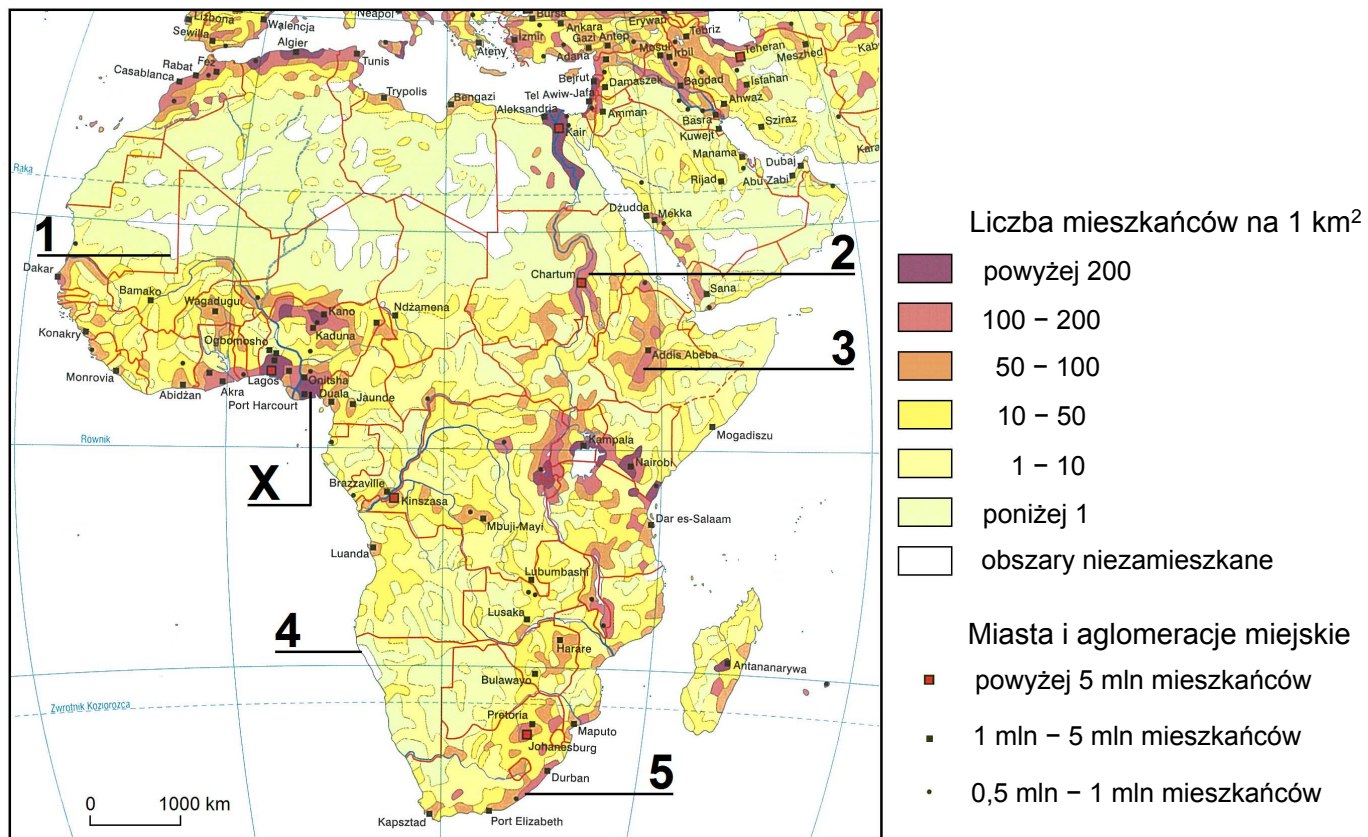 Lizbona
Sewilla
Walencja
Algier
Neapol
Ateny
Bursa
Izmir
Ankara
Gazi Antep
Adana
Erywań
Tebriz
Mosul
Irbil
Teheran
Meszhed
Kab
Rabat
Fez
Casablanca
Tunis
Trypolis
Bengazi
Aleksandria
Bejrut
Damaszek
Tel Awiw-Jafa
Amman
Kair
Bagdad
Isfahan
Ahwaz
Basra
Kuwejt
Sziraz
Kara
Manama
Dubaj
Rijad
Abu Zabi
Raka
Dżudda
Mekka
1
2
Dakar
Chartum
Sana
Bamako
Wagadugu
Kano
Ndżamena
Konakry
Kaduna
Ogbomosho
Addis Abeba
3
Monrovia
Lagos
Onitsha
Abidżan
Akra
Duala
Jaunde
Port Harcourt
Mogadiszu
Równik
Kampala
Nairobi
X
Brazzaville
Kinszasa
Mbuji-Mayi
Dar es-Salaam
Luanda
Lubumbashi
Lusaka
4
Harare
Antananarywa
Bulawayo
Zwrotnik Koziorożca
Pretoria
Maputo
Johanesburg
Durban
5
0 1000 km
Kapsztad
Port Elizabeth
Liczba mieszkańców na 1 km²
powyżej 200
100 − 200
50 − 100
10 − 50
1 − 10
poniżej 1
obszary niezamieszkane
Miasta i aglomeracje miejskie
powyżej 5 mln mieszkańców
1 mln − 5 mln mieszkańców
0,5 mln − 1 mln mieszkańców